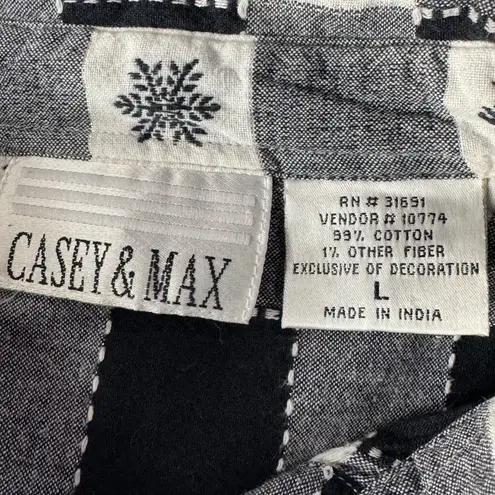 CASEY & MAX
RN # 31691
VENDOR # 10774
99% COTTON
1% OTHER FIBER
EXCLUSIVE OF DECORATION
L
MADE IN INDIA